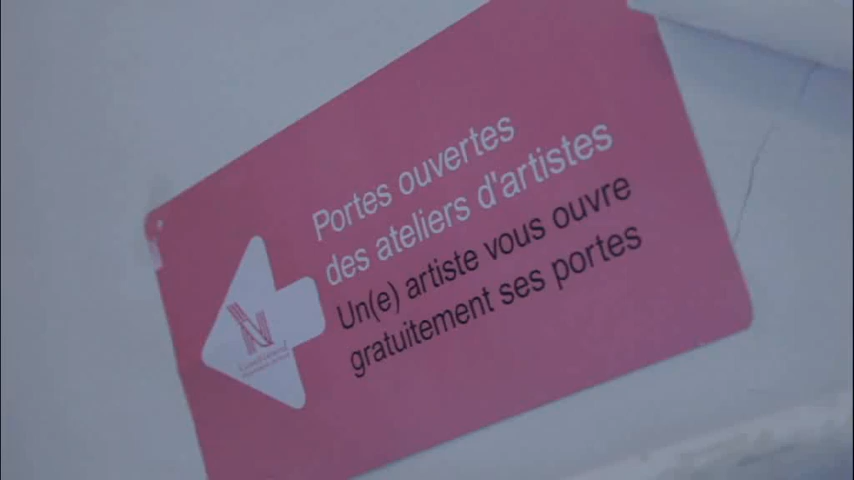 Portes ouvertes
des ateliers d'artistes
Un(e) artiste vous ouvre
gratuitement ses portes
N